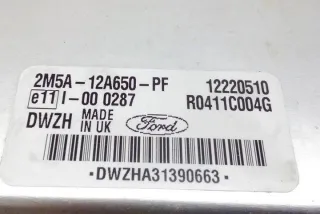 2M5A-12A650-PF 12220510
e11 I-00 0287 R0411C004G
DWZH MADE IN UK Ford
·DWZHA31390663·